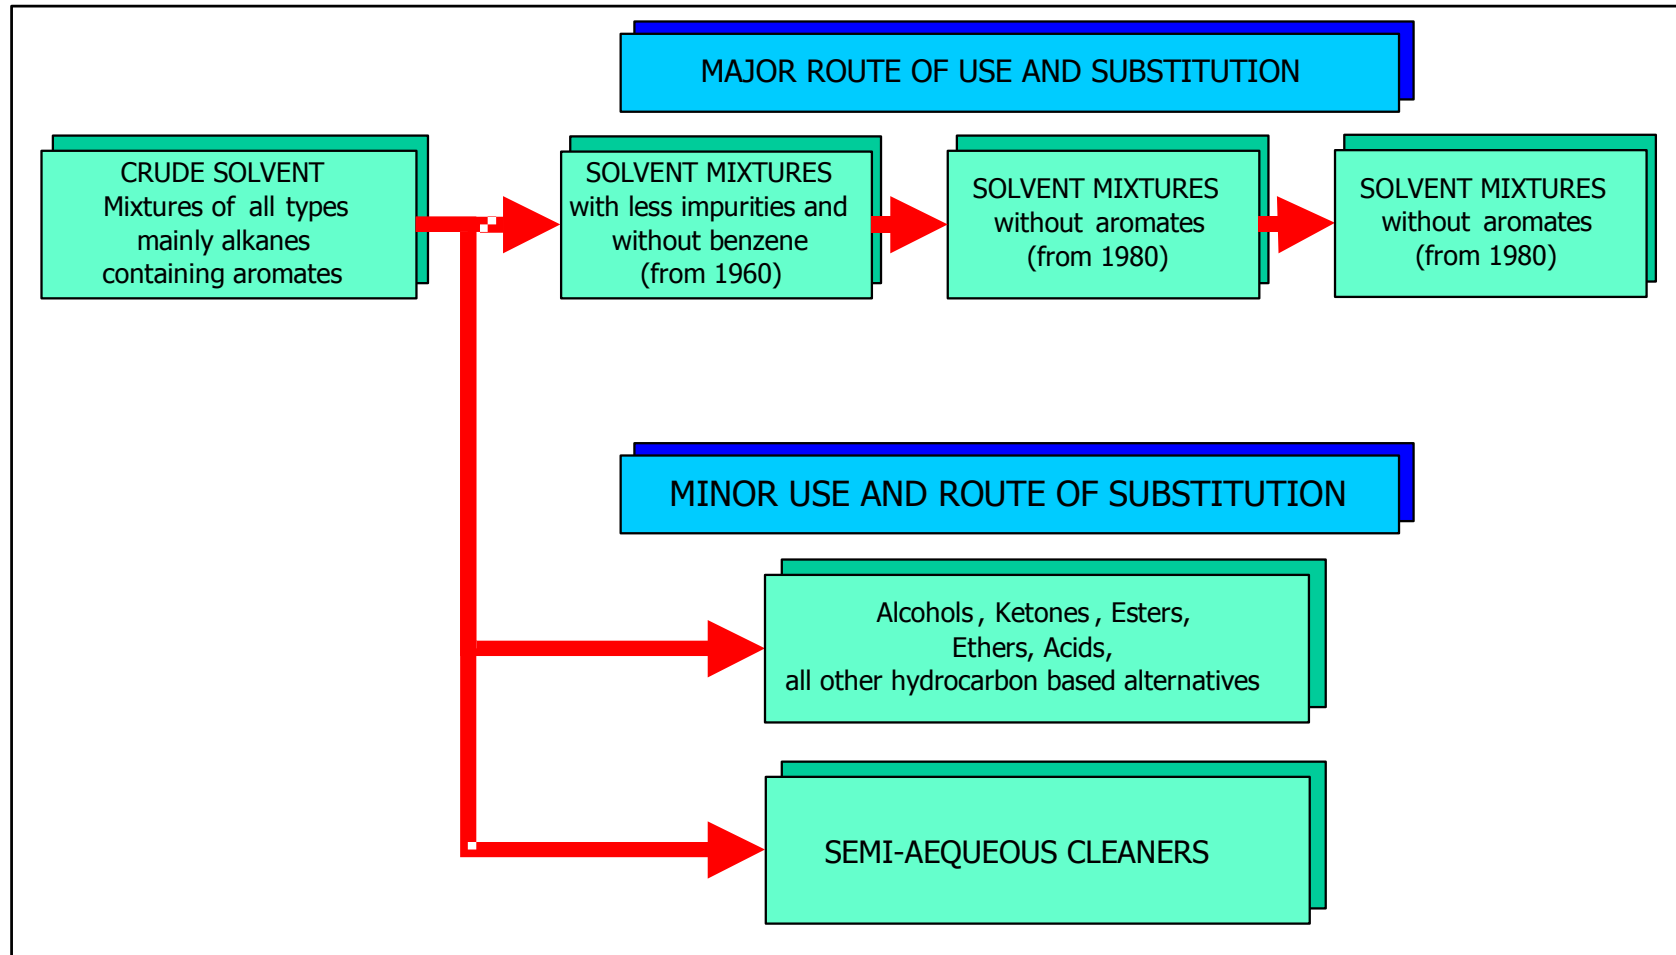 MAJOR ROUTE OF USE AND SUBSTITUTION
CRUDE SOLVENT
Mixtures of all types
mainly alkanes
containing aromates
SOLVENT MIXTURES
with less impurities and
without benzene
(from 1960)
SOLVENT MIXTURES
without aromates
(from 1980)
SOLVENT MIXTURES
without aromates
(from 1980)
MINOR USE AND ROUTE OF SUBSTITUTION
Alcohols, Ketones, Esters,
Ethers, Acids,
all other hydrocarbon based alternatives
SEMI-AEQUEOUS CLEANERS